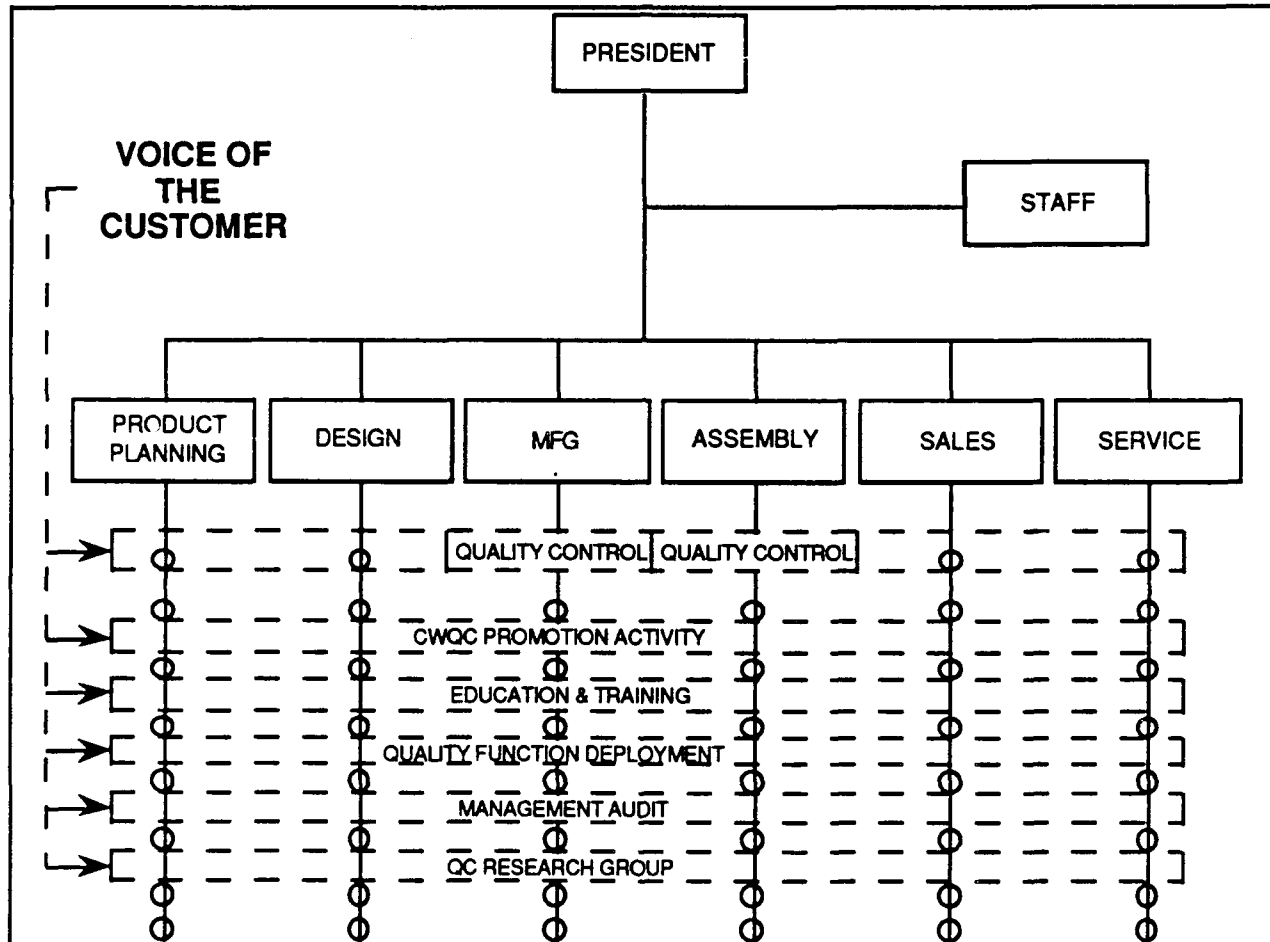 PRESIDENT
VOICE OF
THE
CUSTOMER
STAFF
PRODUCT
PLANNING
DESIGN
MFG
ASSEMBLY
SALES
SERVICE
QUALITY CONTROL
QUALITY CONTROL
CWQC PROMOTION ACTIVITY
EDUCATION & TRAINING
QUALITY FUNCTION DEPLOYMENT
MANAGEMENT AUDIT
QC RESEARCH GROUP